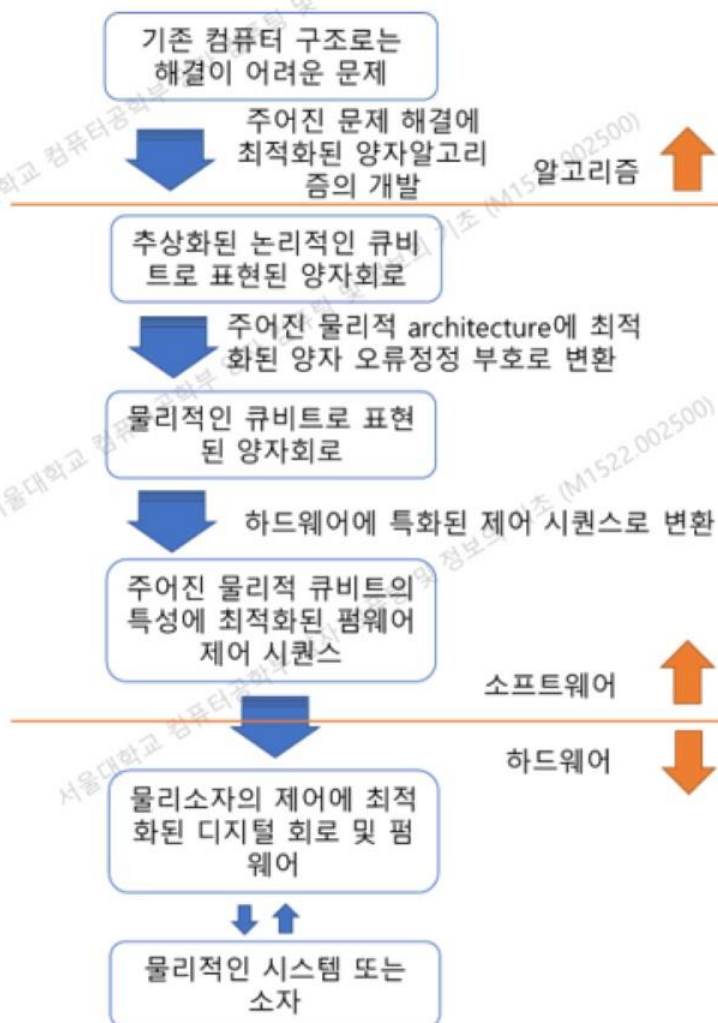 기존 컴퓨터 구조로는
해결이 어려운 문제
주어진 문제 해결에
최적화된 양자알고리
즘의 개발
알고리즘
추상화된 논리적인 큐비
트로 표현된 양자회로
주어진 물리적 architecture에 최적
화된 양자 오류정정 부호로 변환
물리적인 큐비트로 표현
된 양자회로
하드웨어에 특화된 제어 시퀀스로 변환
주어진 물리적 큐비트의
특성에 최적화된 펌웨어
제어 시퀀스
소프트웨어
하드웨어
물리소자의 제어에 최적
화된 디지털 회로 및 펌
웨어
물리적인 시스템 또는
소자